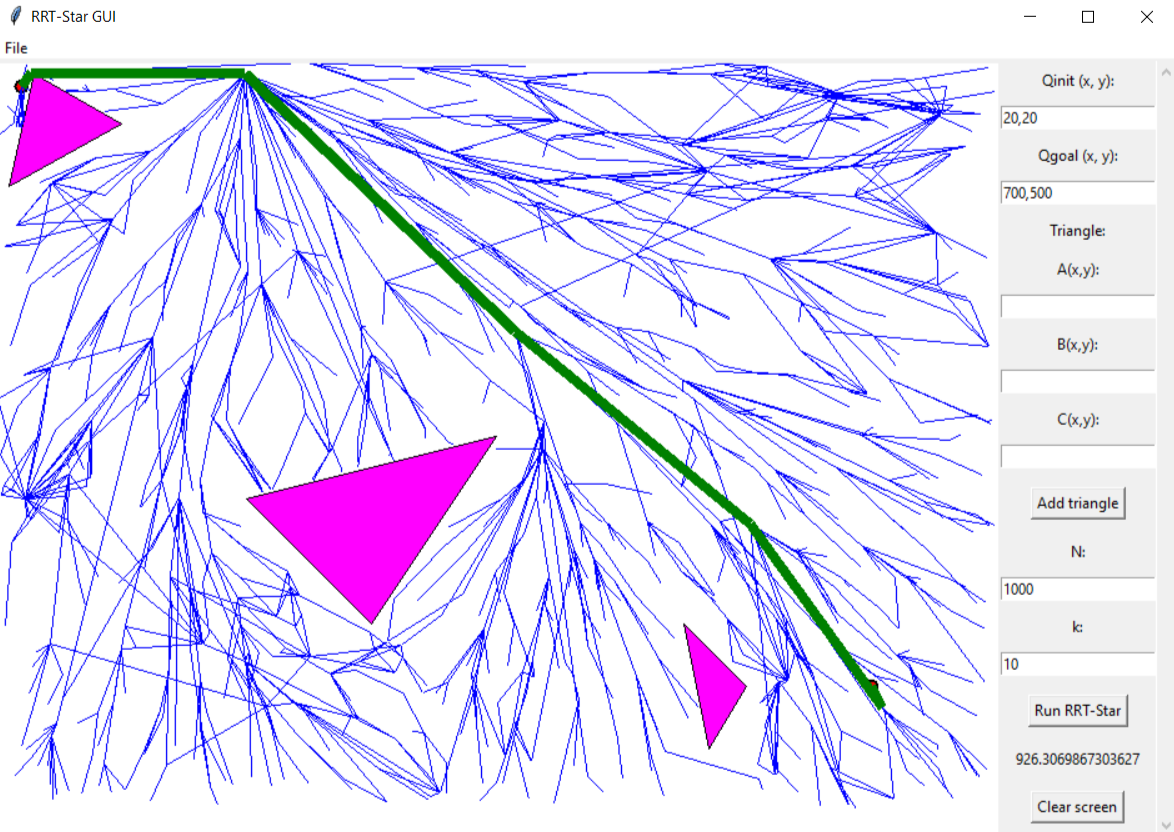 RRT-Star GUI
File
Qinit (x, y):
20,20
Qgoal (x, y):
700,500
Triangle:
A(x,y):
B(x,y):
C(x,y):
Add triangle
N:
1000
k:
10
Run RRT-Star
926.3069867303627
Clear screen